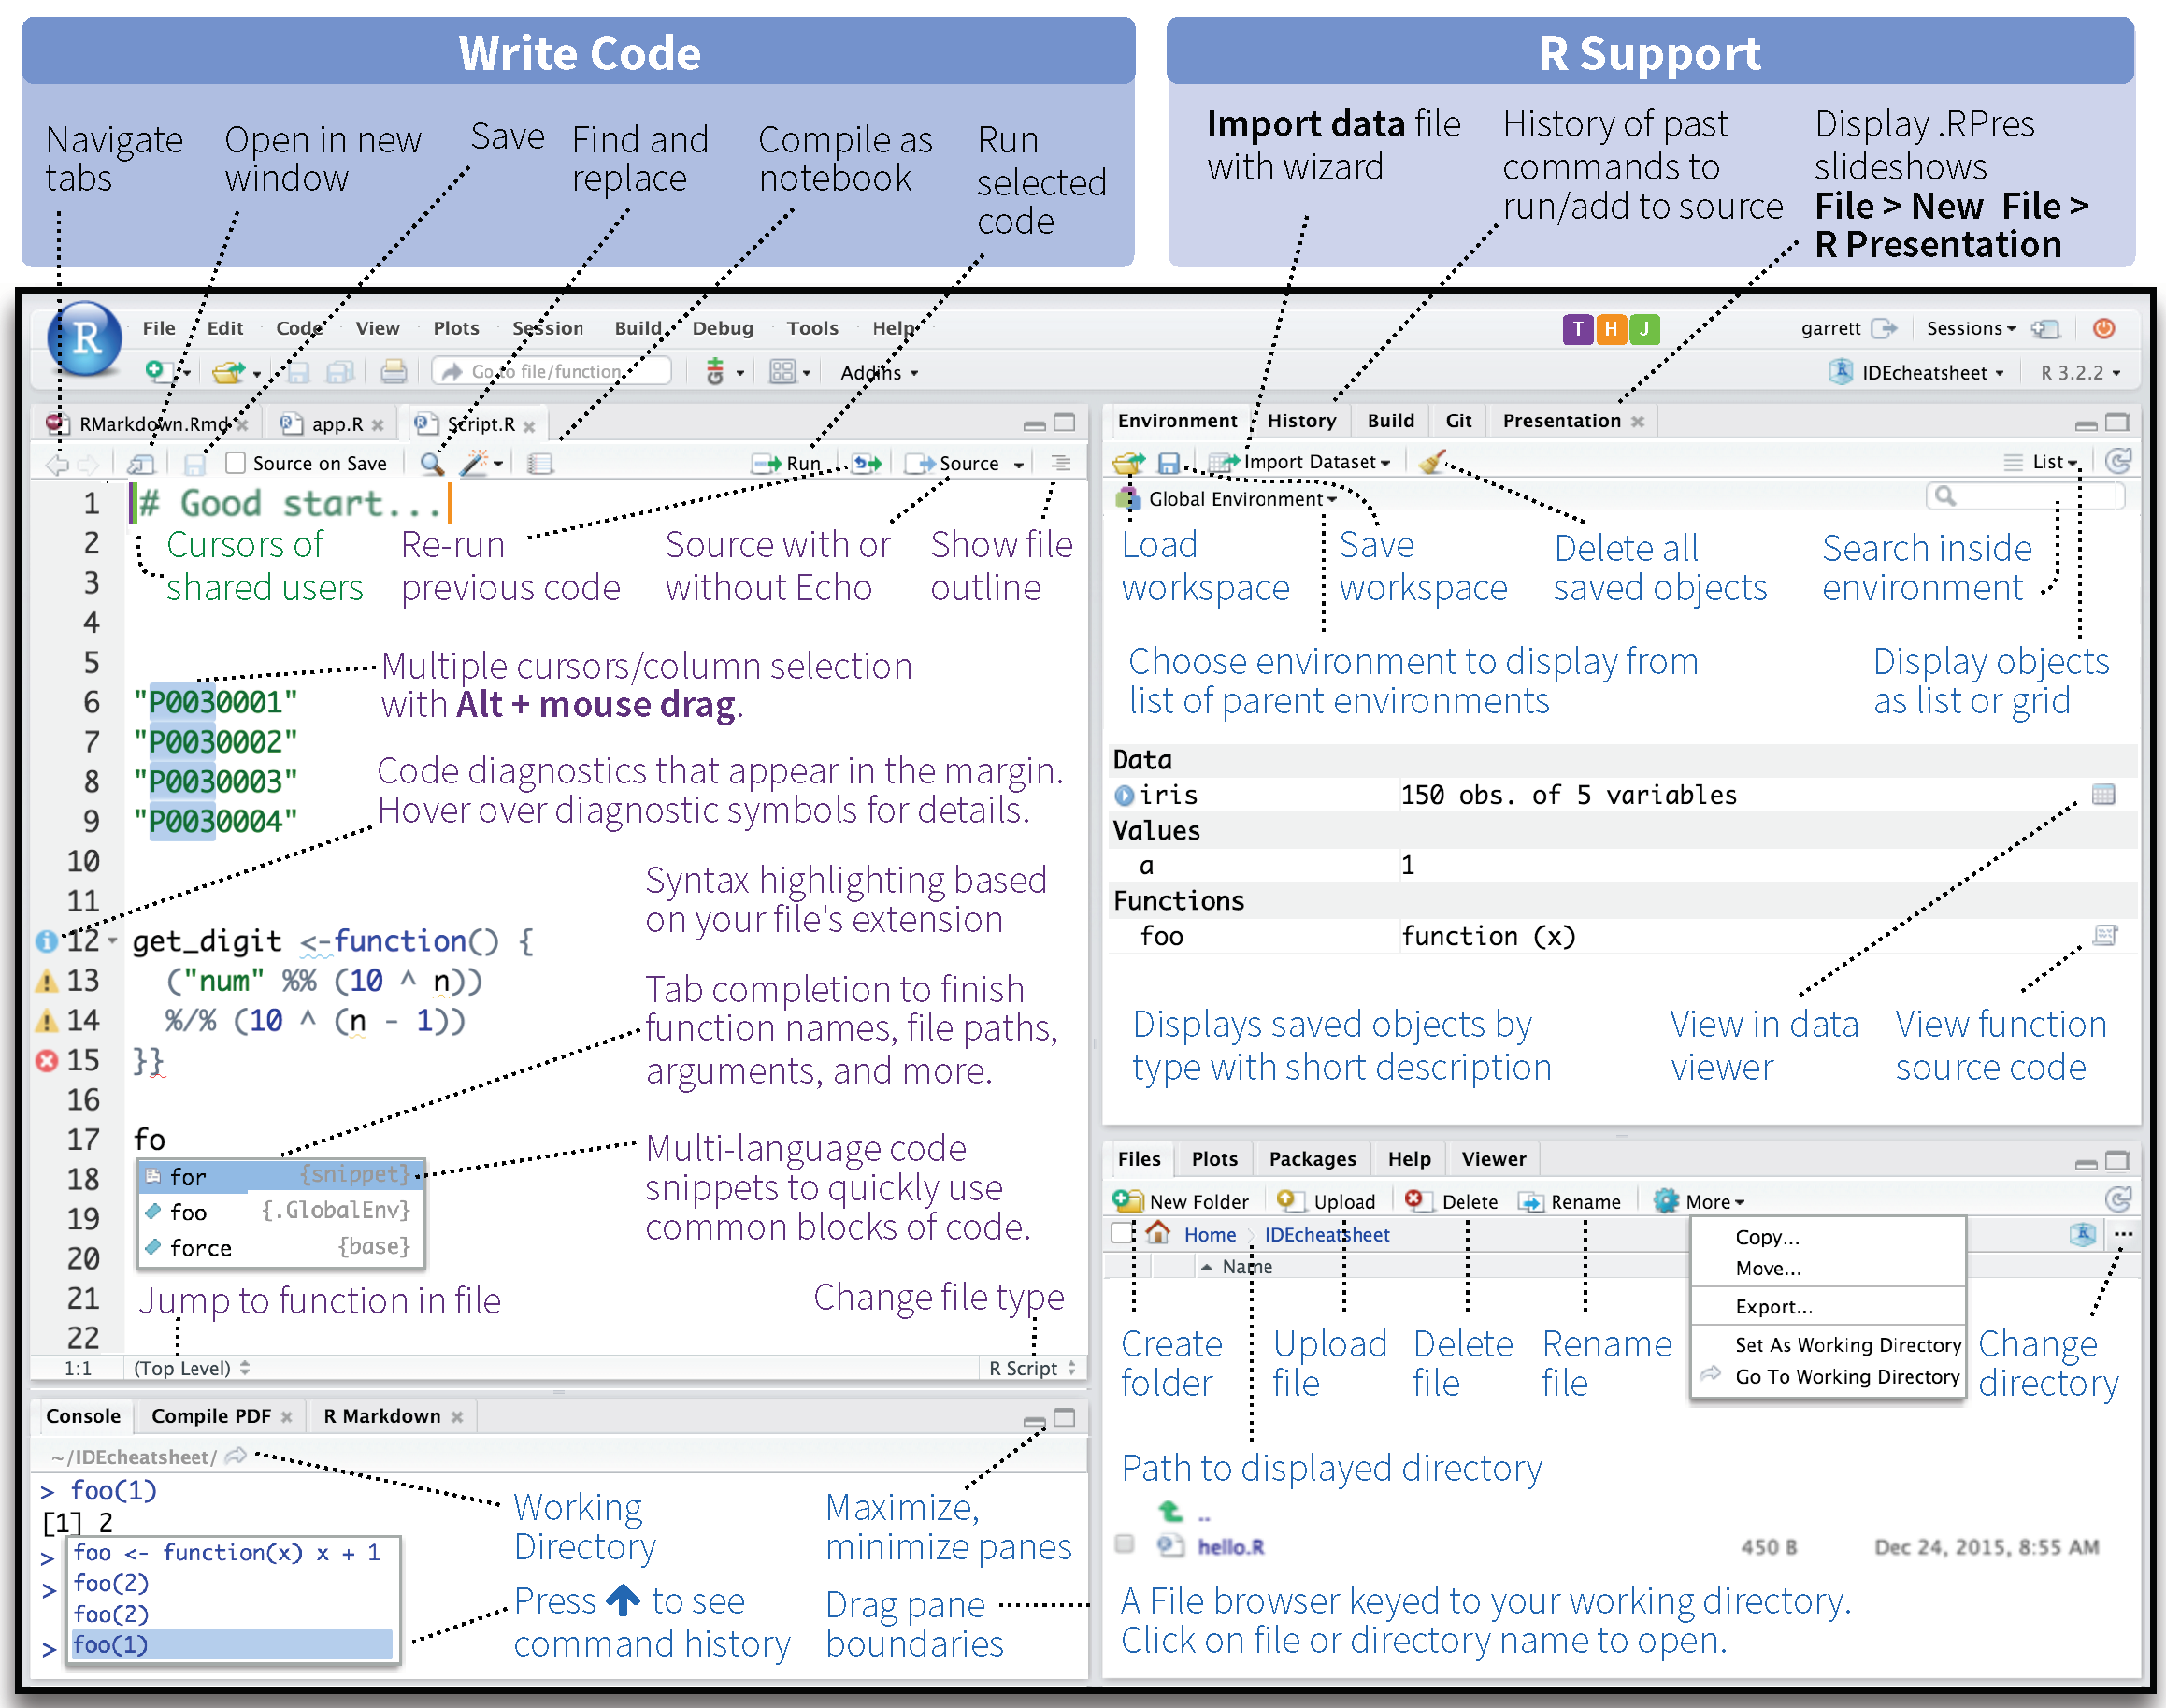 Write Code
Navigate
tabs
Open in new
window
Save
Find and
replace
Compile as
notebook
Run
selected
code
R Support
Import data file
with wizard
History of past
commands to
run/add to source
Display .RPres
slideshows
File > New File >
R Presentation
R
File Edit Code View Plots Session Build Debug Tools Help
T H J
garrett Sessions
Go to file/function
Addins
IDEcheatsheet R 3.2.2
RMarkdown.Rmd app.R Script.R
Source on Save Run Source
1 # Good start...
2
3
4
5
6 "P0030001"
7 "P0030002"
8 "P0030003"
9 "P0030004"
10
11
12 get_digit <-function() {
13 ("num" %% (10 ^ n))
14 %/% (10 ^ (n - 1))
15 }}
16
17 fo
18
19
20
21
22
for {snippet}
foo {.GlobalEnv}
force {base}
Cursors of
shared users
Re-run
previous code
Source with or
without Echo
Show file
outline
Multiple cursors/column selection
with Alt + mouse drag.
Code diagnostics that appear in the margin.
Hover over diagnostic symbols for details.
Syntax highlighting based
on your file's extension
Tab completion to finish
function names, file paths,
arguments, and more.
Multi-language code
snippets to quickly use
common blocks of code.
Jump to function in file
Change file type
1:1 (Top Level) R Script
Console Compile PDF R Markdown
~/IDEcheatsheet/
> foo(1)
[1] 2
> foo <- function(x) x + 1
> foo(2)
foo(2)
> foo(1)
Working
Directory
Maximize,
minimize panes
Press to see
command history
Drag pane
boundaries
Environment History Build Git Presentation
Import Dataset List
Global Environment
Load
workspace
Save
workspace
Delete all
saved objects
Search inside
environment
Choose environment to display from
list of parent environments
Display objects
as list or grid
Data
iris 150 obs. of 5 variables
Values
a 1
Functions
foo function (x)
Displays saved objects by
type with short description
View in data
viewer
View function
source code
Files Plots Packages Help Viewer
New Folder Upload Delete Rename More
Home IDEcheatsheet ...
Name
Copy...
Move...
Export...
Set As Working Directory
Go To Working Directory
Create
folder
Upload
file
Delete
file
Rename
file
Change
directory
Path to displayed directory
..
hello.R 450 B Dec 24, 2015, 8:55 AM
A File browser keyed to your working directory.
Click on file or directory name to open.